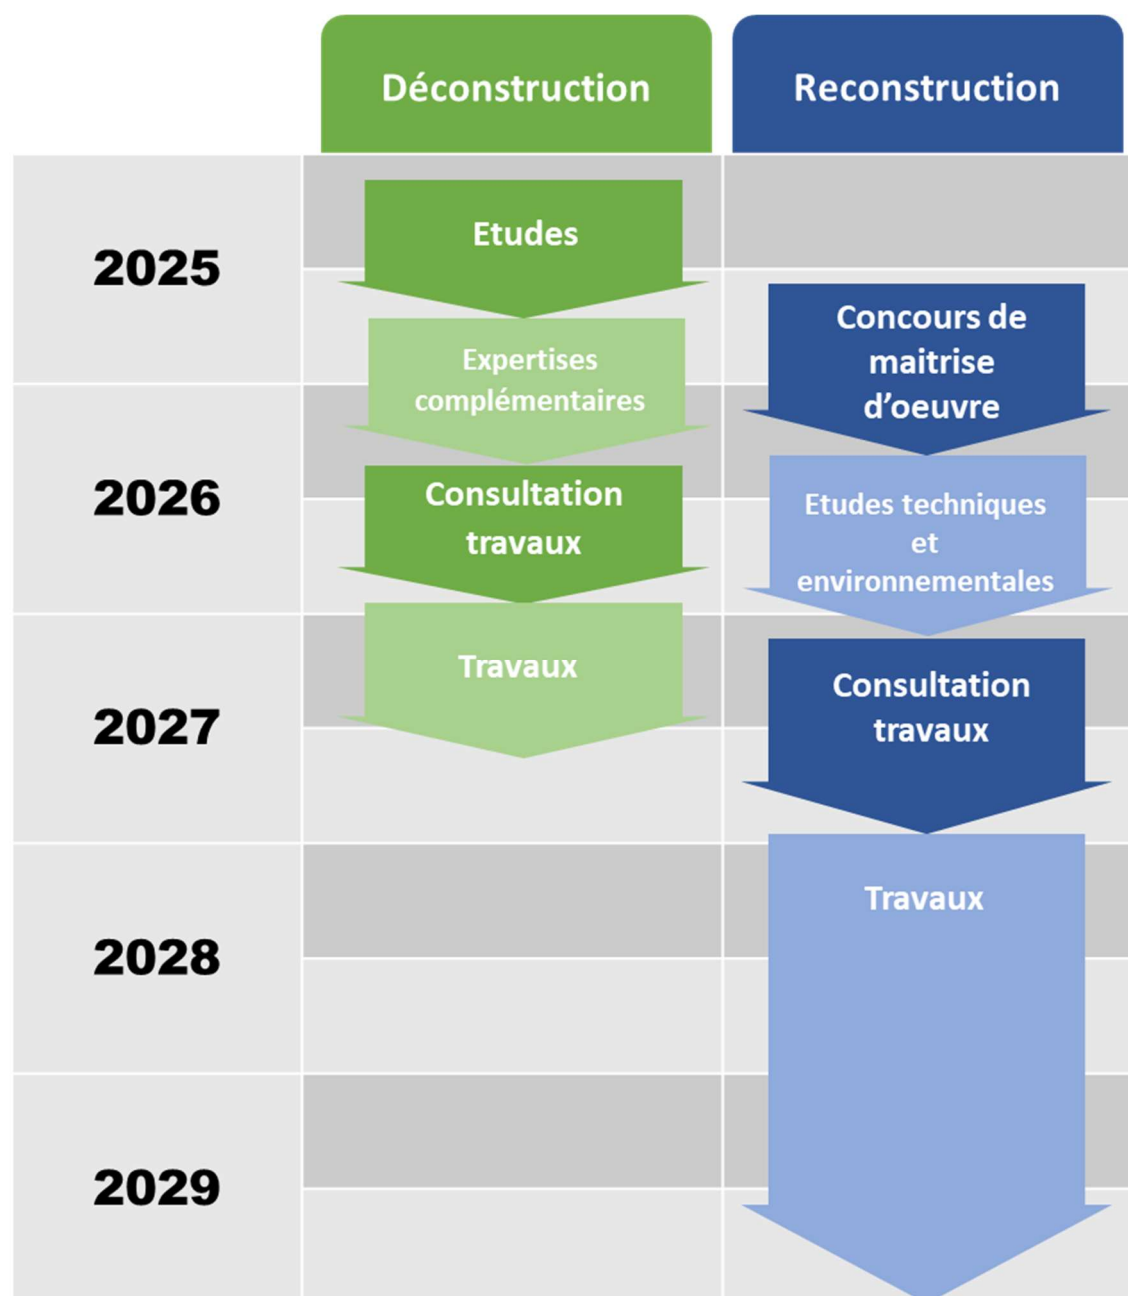 Déconstruction
Reconstruction
2025
Etudes
Concours de
maitrise
d’oeuvre
Expertises
complémentaires
2026
Consultation
travaux
Etudes techniques
et
environnementales
2027
Travaux
Consultation
travaux
2028
Travaux
2029